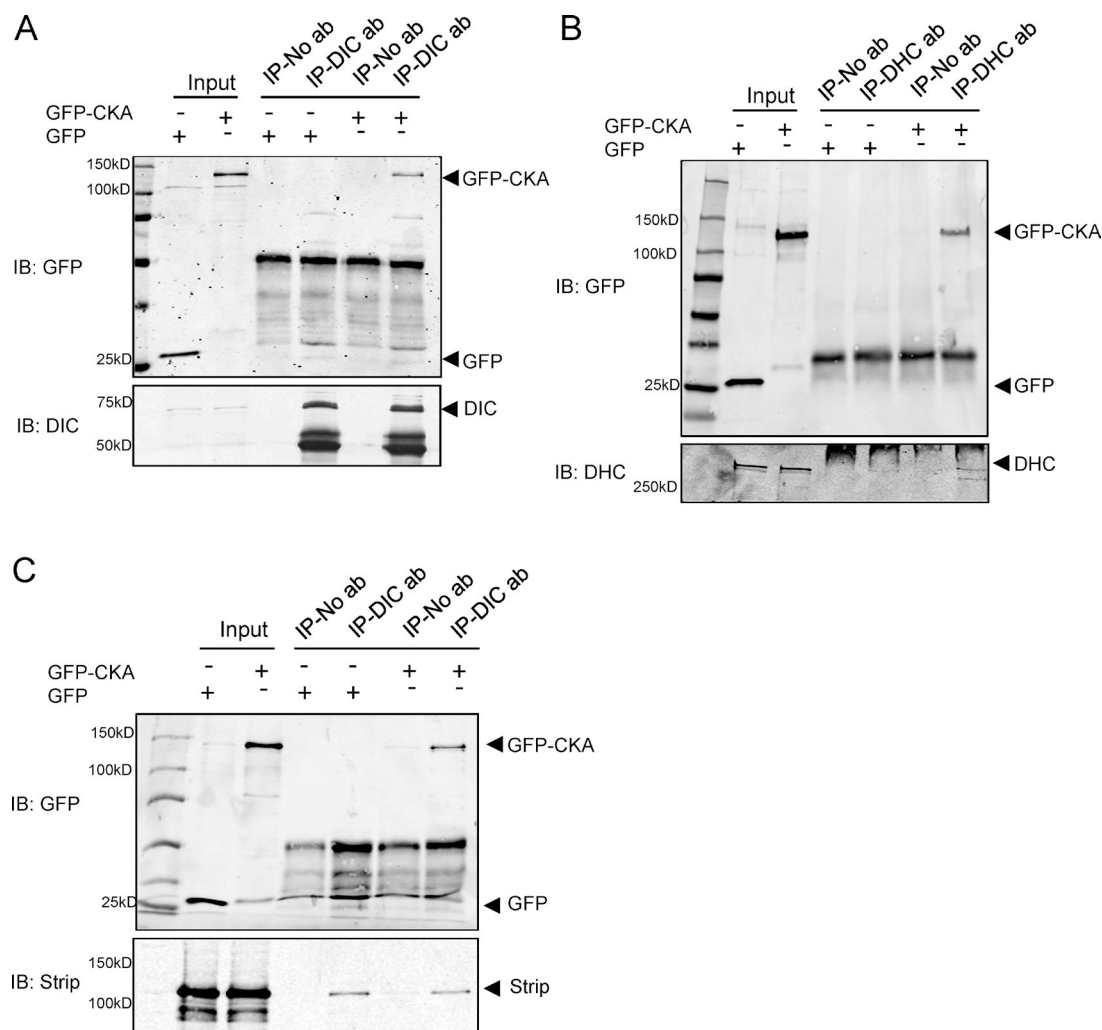 A
Input
IP-No ab
IP-DIC ab
IP-No ab
IP-DIC ab
GFP-CKA - + - - + +
GFP + - + + - -
150kD
100kD
GFP-CKA
IB: GFP
25kD
GFP
75kD
DIC
IB: DIC
50kD
B
Input
IP-No ab
IP-DHC ab
IP-No ab
IP-DHC ab
GFP-CKA - + - - + +
GFP + - + + - -
150kD
GFP-CKA
100kD
IB: GFP
25kD
GFP
IB: DHC
DHC
250kD
C
Input
IP-No ab
IP-DIC ab
IP-No ab
IP-DIC ab
GFP-CKA - + - - + +
GFP + - + + - -
150kD
GFP-CKA
100kD
IB: GFP
25kD
GFP
150kD
IB: Strip
Strip
100kD